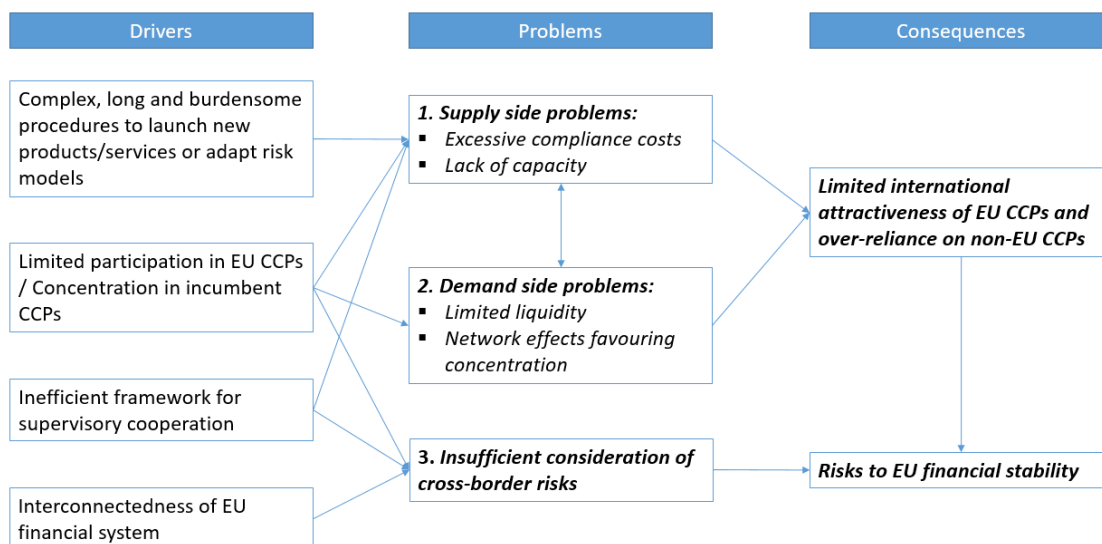 Drivers
Problems
Consequences
Complex, long and burdensome
procedures to launch new
products/services or adapt risk
models
Limited participation in EU CCPs
/ Concentration in incumbent
CCPs
Inefficient framework for
supervisory cooperation
Interconnectedness of EU
financial system
1. Supply side problems:
▪ Excessive compliance costs
▪ Lack of capacity
2. Demand side problems:
▪ Limited liquidity
▪ Network effects favouring
concentration
3. Insufficient consideration of
cross-border risks
Limited international
attractiveness of EU CCPs and
over-reliance on non-EU CCPs
Risks to EU financial stability